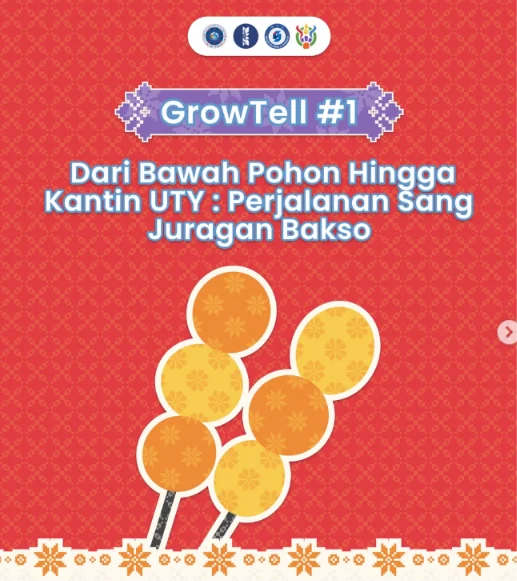 GrowTell #1
Dari Bawah Pohon Hingga
Kantin UTY : Perjalanan Sang
Juragan Bakso